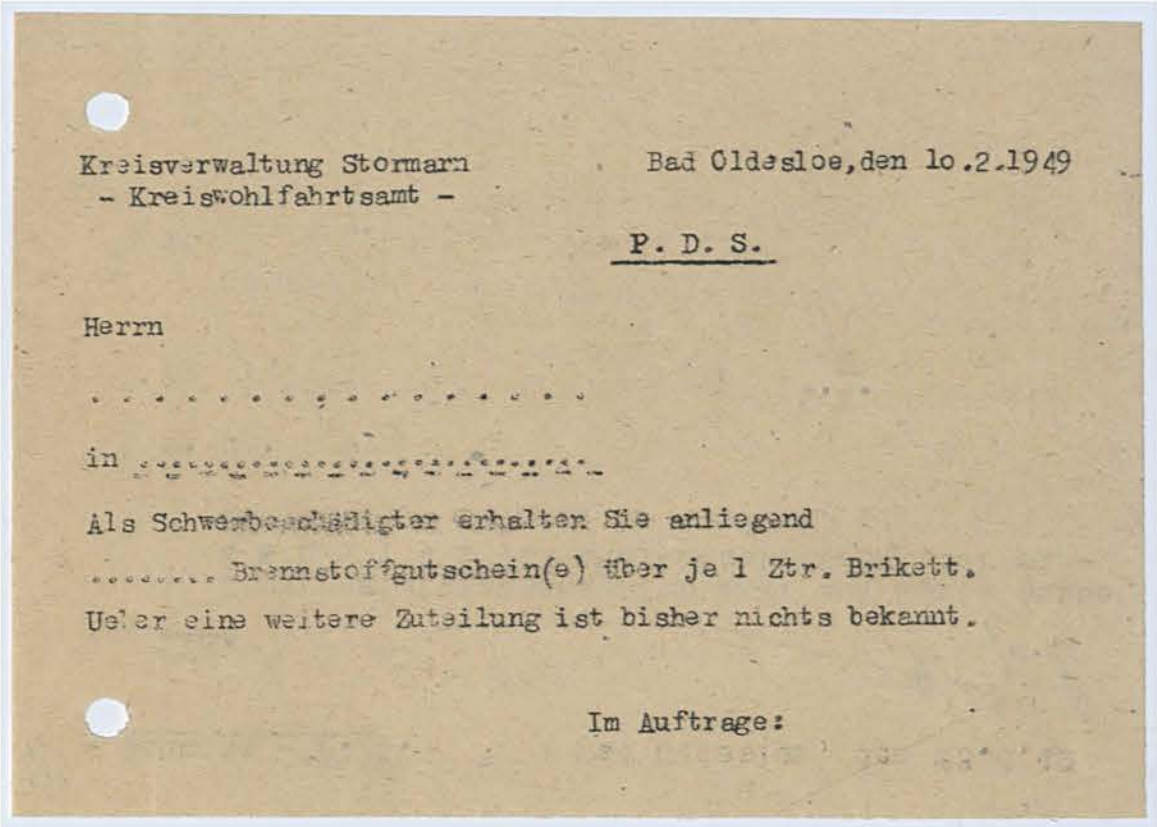 Kreisverwaltung Stormarn
- Kreiswohlfahrtsamt -
Bad Oldesloe,den 10.2.1949
P. D. S.
Herrn
. . . . . . . . . . . . . . . .
in .............................
Als Schwerbeschädigter erhalten Sie anliegend
........ Brennstoffgutschein(e) über je 1 Ztr. Brikett.
Ueber eine weitere Zuteilung ist bisher nichts bekannt.
Im Auftrage: